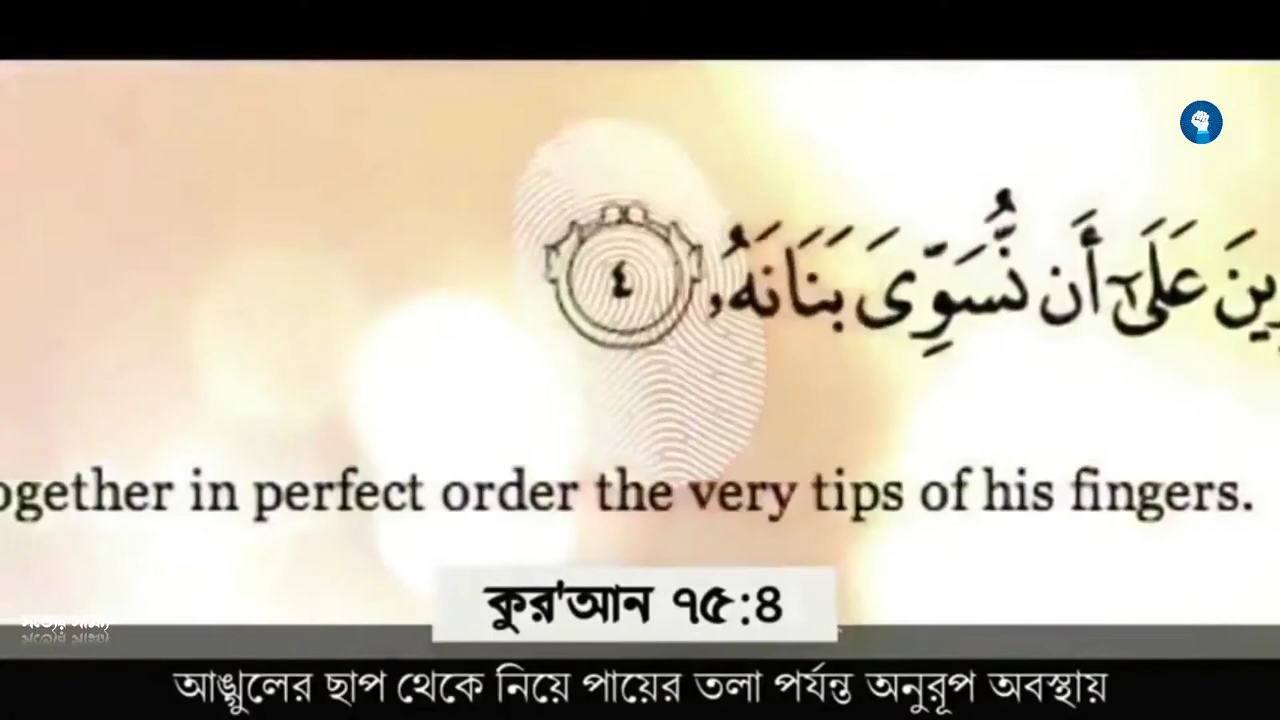 عَلَىٰٓ أَن نُّسَوِّىَ بَنَانَهُۥ ٤
in perfect order the very tips of his fingers.
কুর'আন ৭৫:৪
আঙ্গুলের ছাপ থেকে নিয়ে পায়ের তলা পর্যন্ত অনুরূপ অবস্থায়